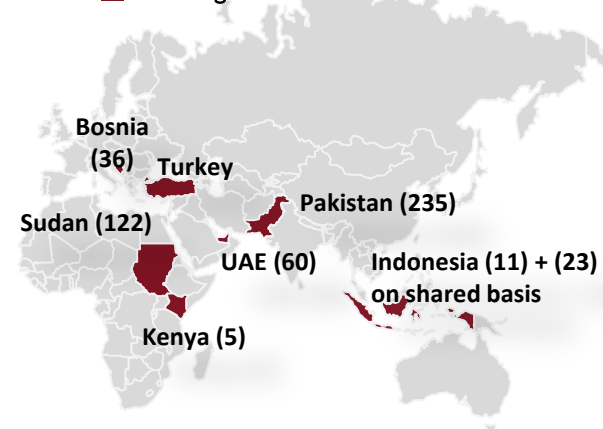 Bosnia
(36)
Turkey
Pakistan (235)
Sudan (122)
UAE (60)
Indonesia (11) + (23)
on shared basis
Kenya (5)